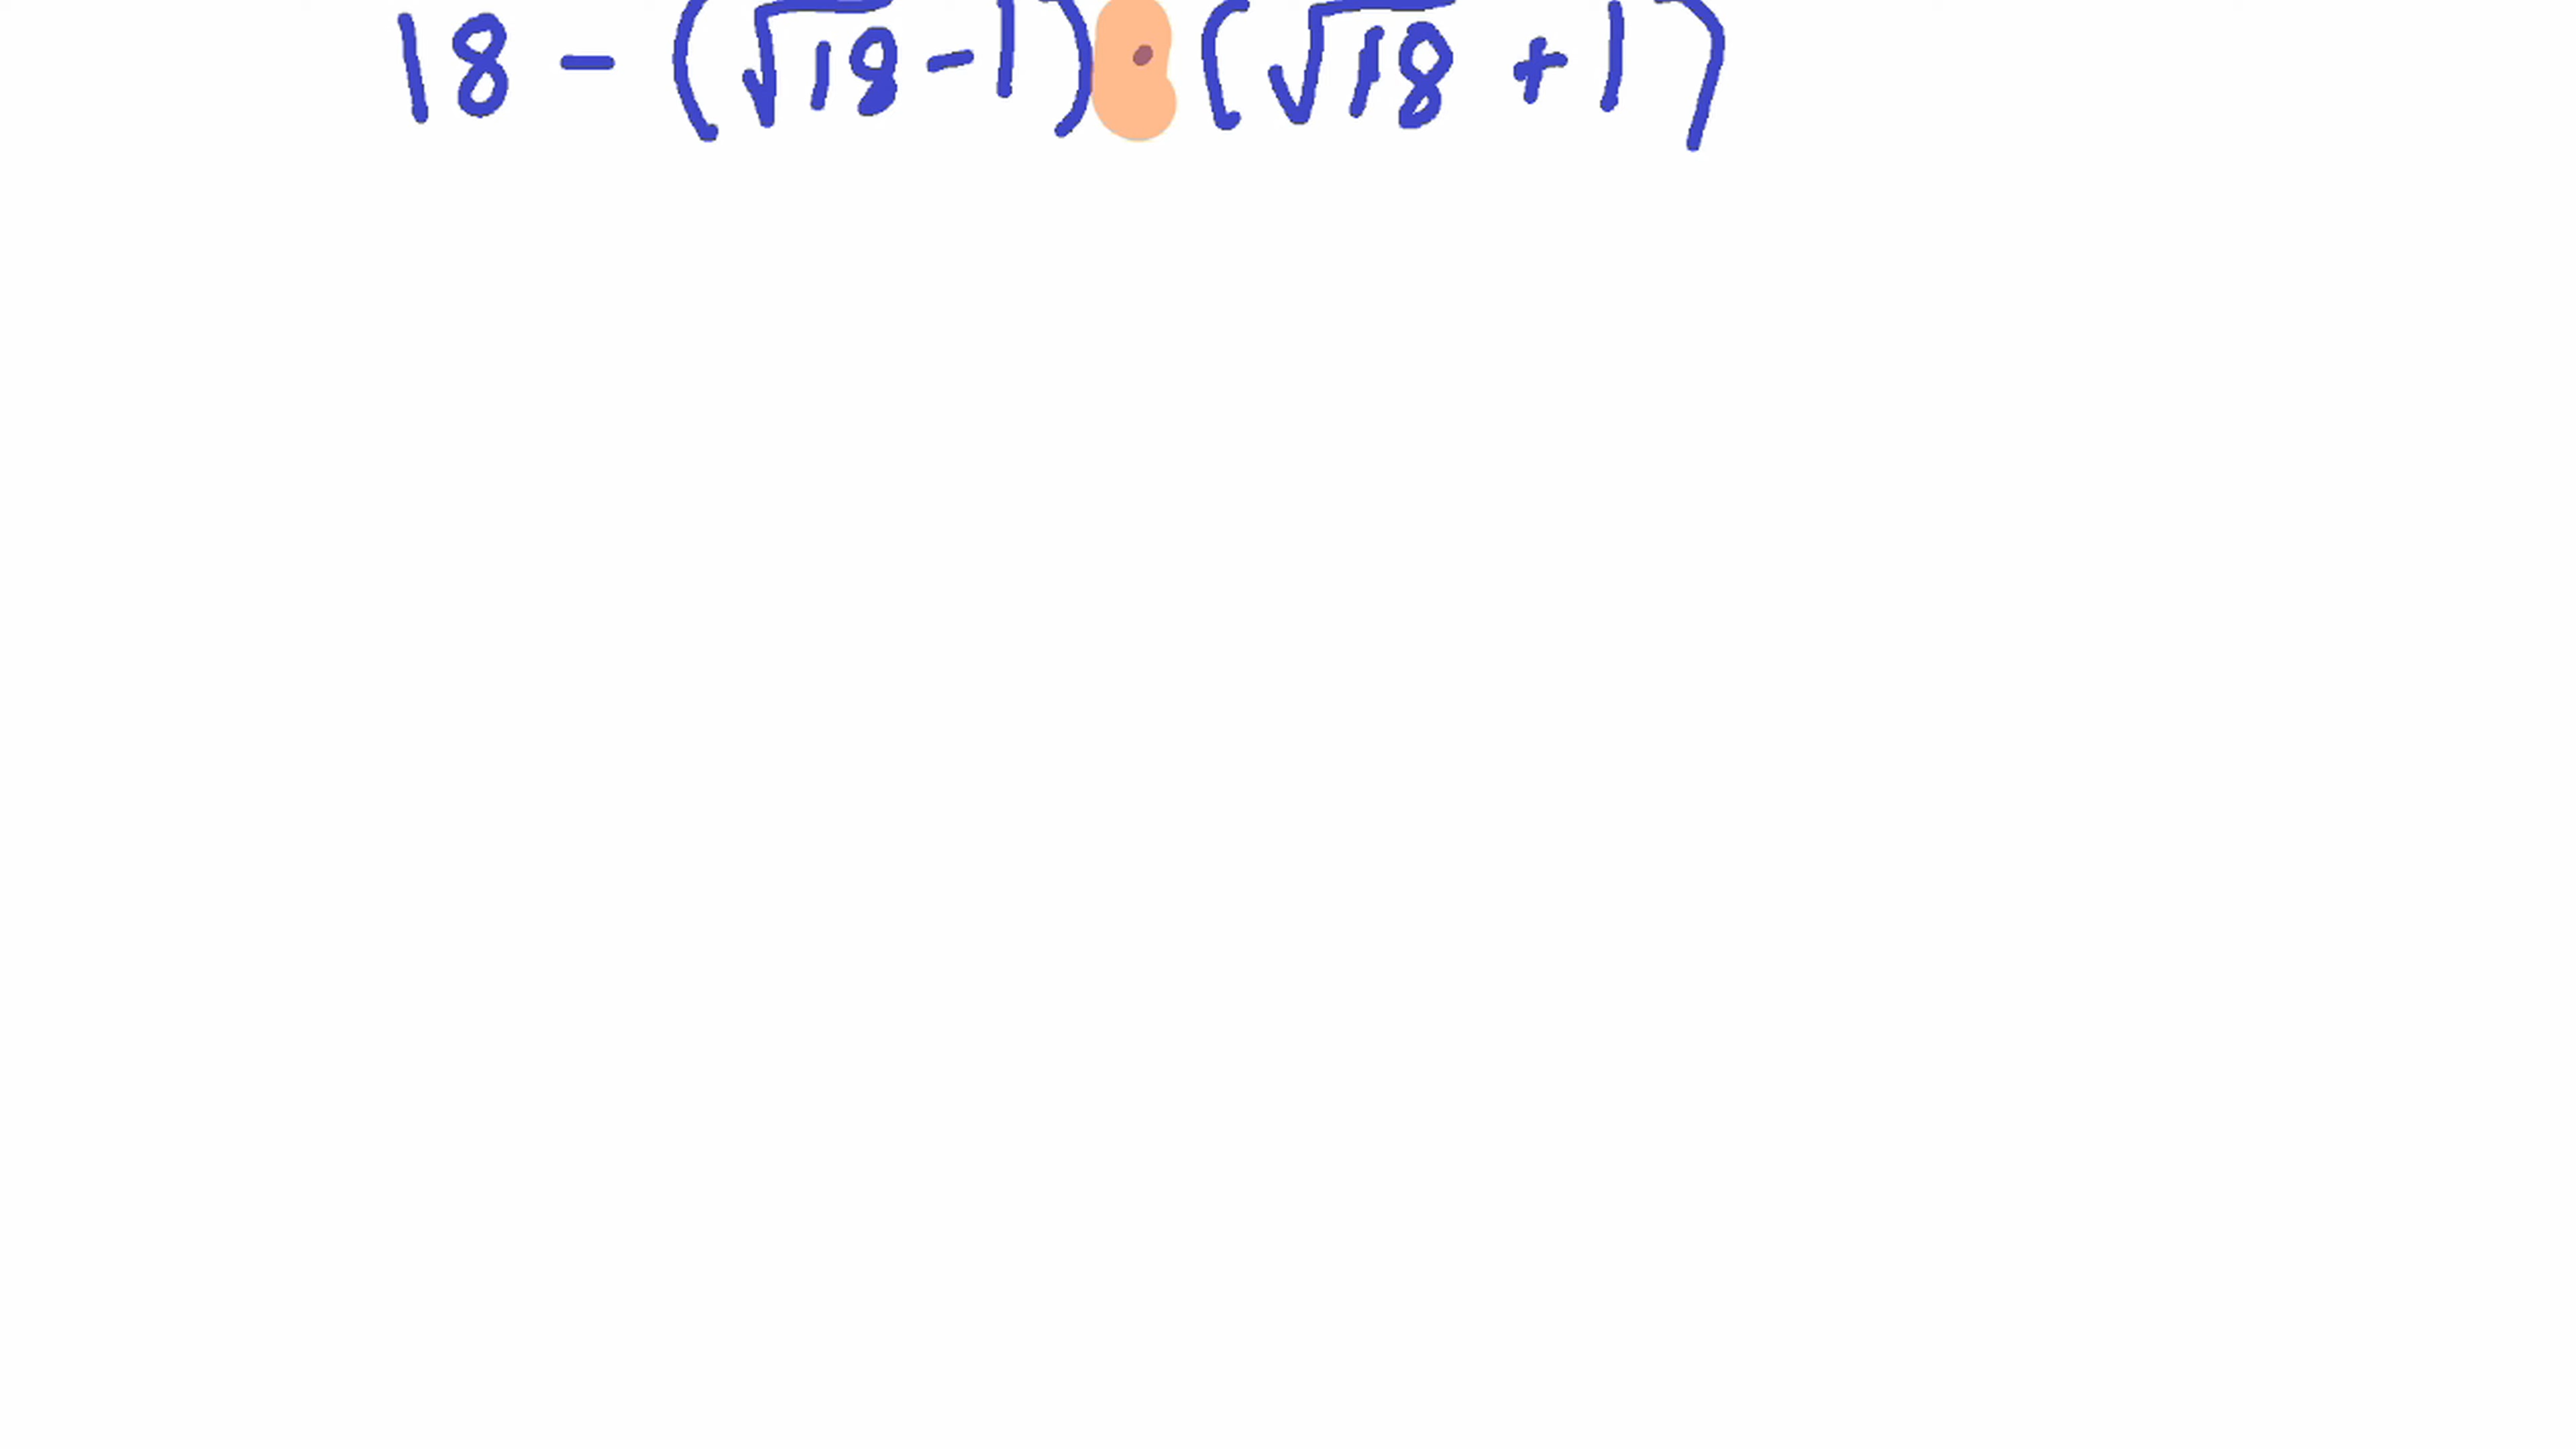 18 - (√18 - 1) · (√18 + 1)